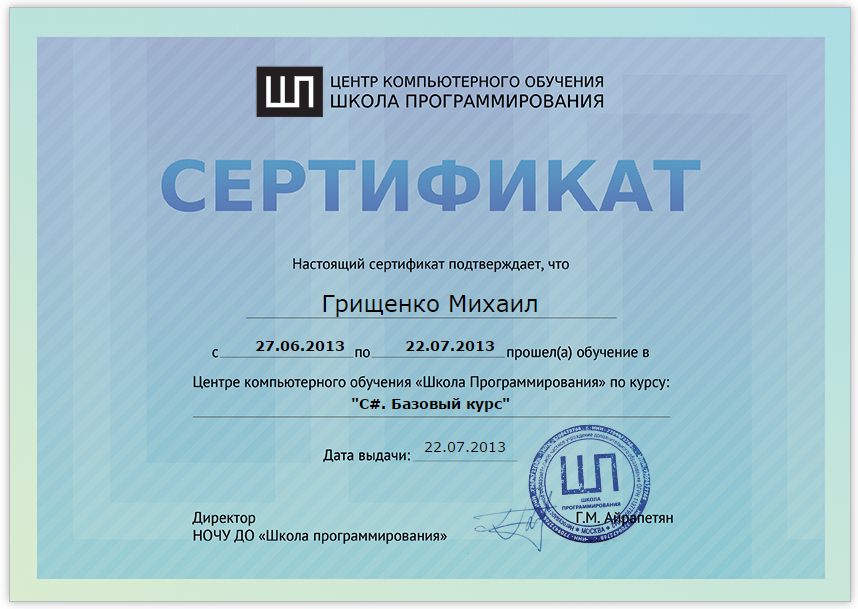 ШП ЦЕНТР КОМПЬЮТЕРНОГО ОБУЧЕНИЯ
ШКОЛА ПРОГРАММИРОВАНИЯ
СЕРТИФИКАТ
Настоящий сертификат подтверждает, что
Грищенко Михаил
с 27.06.2013 по 22.07.2013 прошел(а) обучение в
Центре компьютерного обучения «Школа Программирования» по курсу:
"C#. Базовый курс"
Дата выдачи: 22.07.2013
ШП
ШКОЛА
ПРОГРАММИРОВАНИЯ
* МОСКВА *
Директор Г.М. Айрапетян
НОЧУ ДО «Школа программирования»